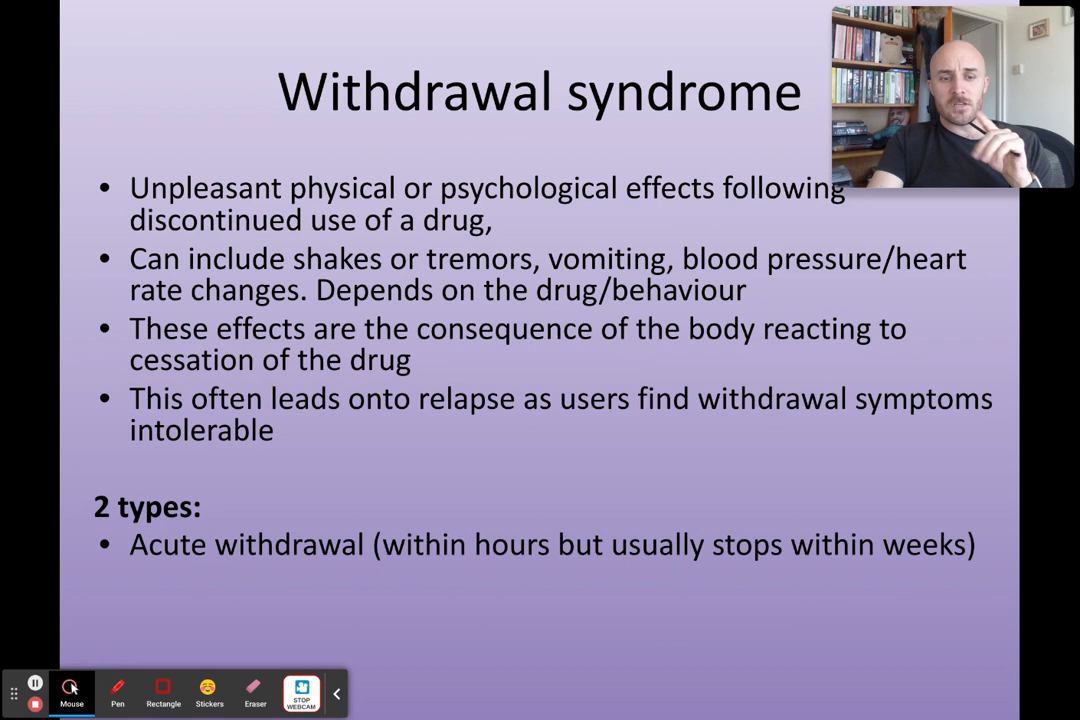 Withdrawal syndrome
• Unpleasant physical or psychological effects following
discontinued use of a drug,
• Can include shakes or tremors, vomiting, blood pressure/heart
rate changes. Depends on the drug/behaviour
• These effects are the consequence of the body reacting to
cessation of the drug
• This often leads onto relapse as users find withdrawal symptoms
intolerable
2 types:
• Acute withdrawal (within hours but usually stops within weeks)
Mouse
Pen
Rectangle
Stickers
Eraser
STOP
WEBCAM